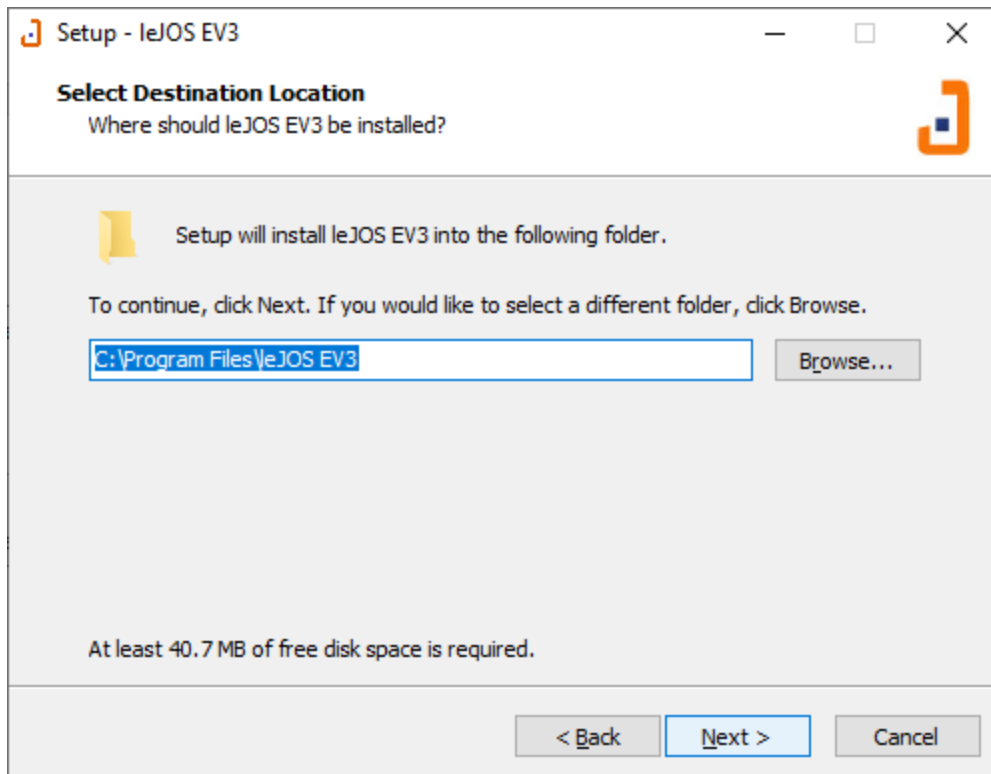 Setup - leJOS EV3
Select Destination Location
Where should leJOS EV3 be installed?
Setup will install leJOS EV3 into the following folder.
To continue, click Next. If you would like to select a different folder, click Browse.
C:\Program Files\leJOS EV3
Browse...
At least 40.7 MB of free disk space is required.
< Back
Next >
Cancel